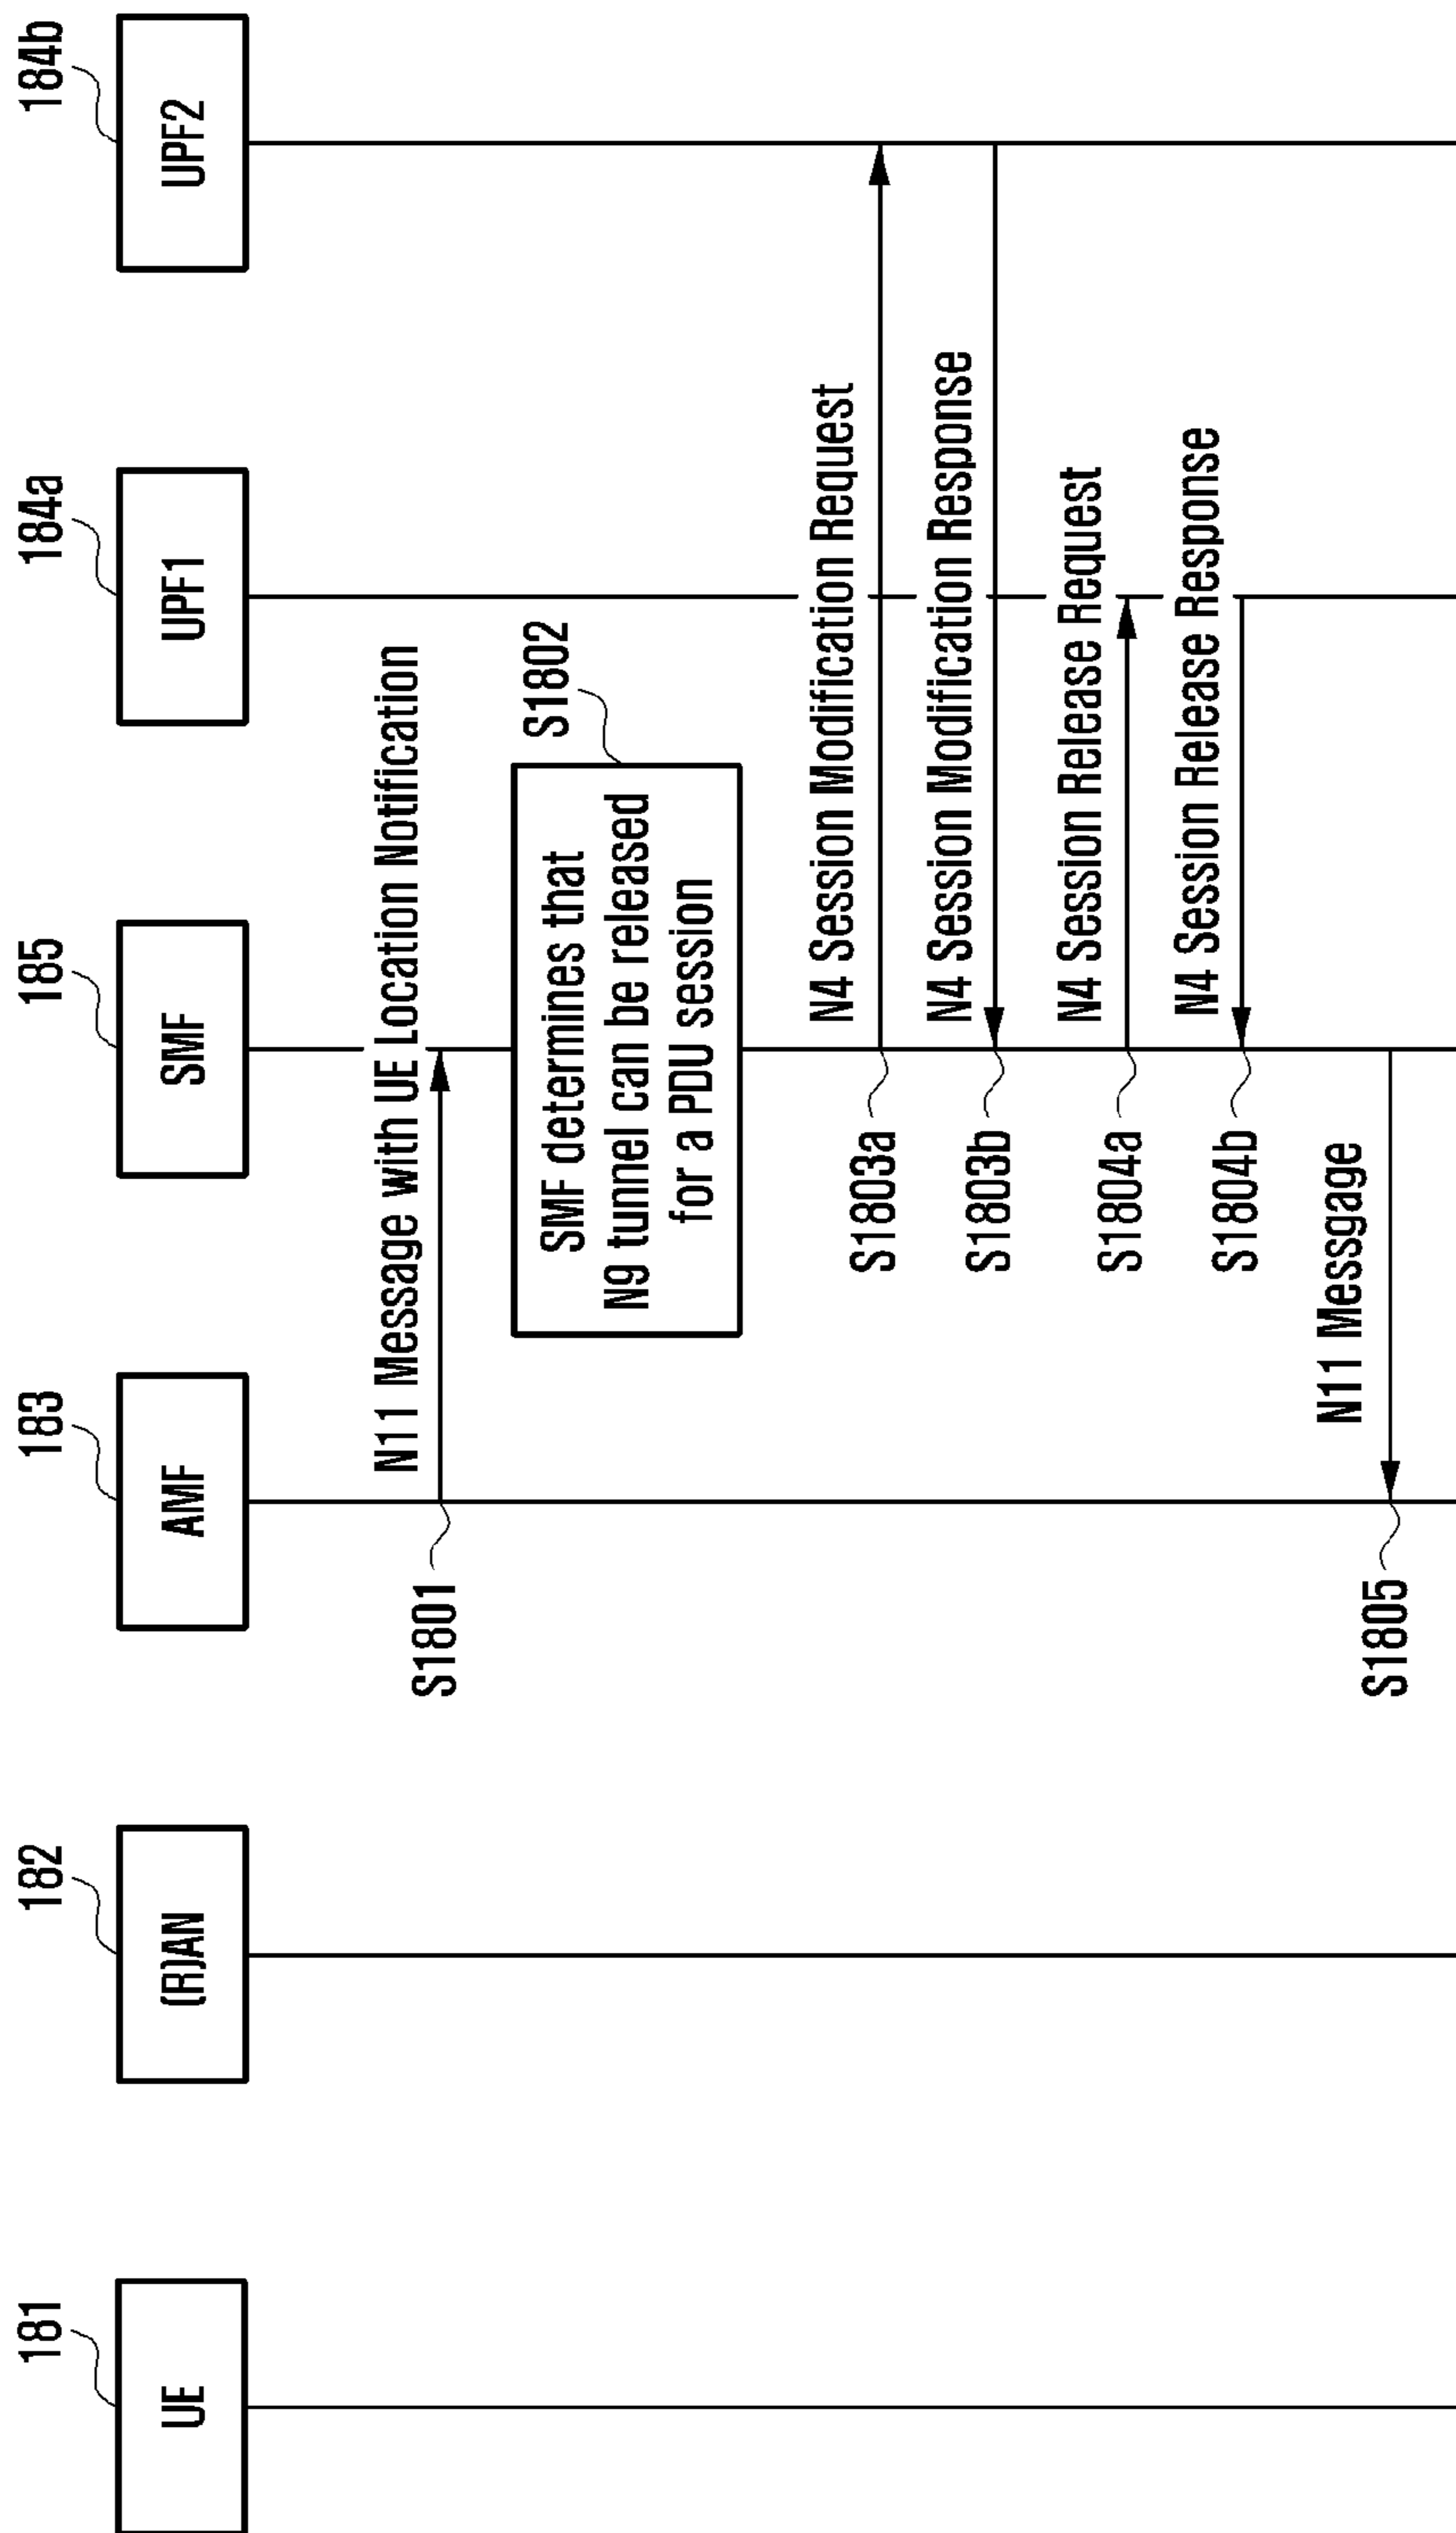 181
182
183
185
184a
184b
UE
(R)AN
AMF
SMF
UPF1
UPF2
N11 Message with UE Location Notification
S1801
S1802
SMF determines that
N9 tunnel can be released
for a PDU session
N4 Session Modification Request
S1803a
N4 Session Modification Response
S1803b
N4 Session Release Request
S1804a
N4 Session Release Response
S1804b
N11 Messgage
S1805